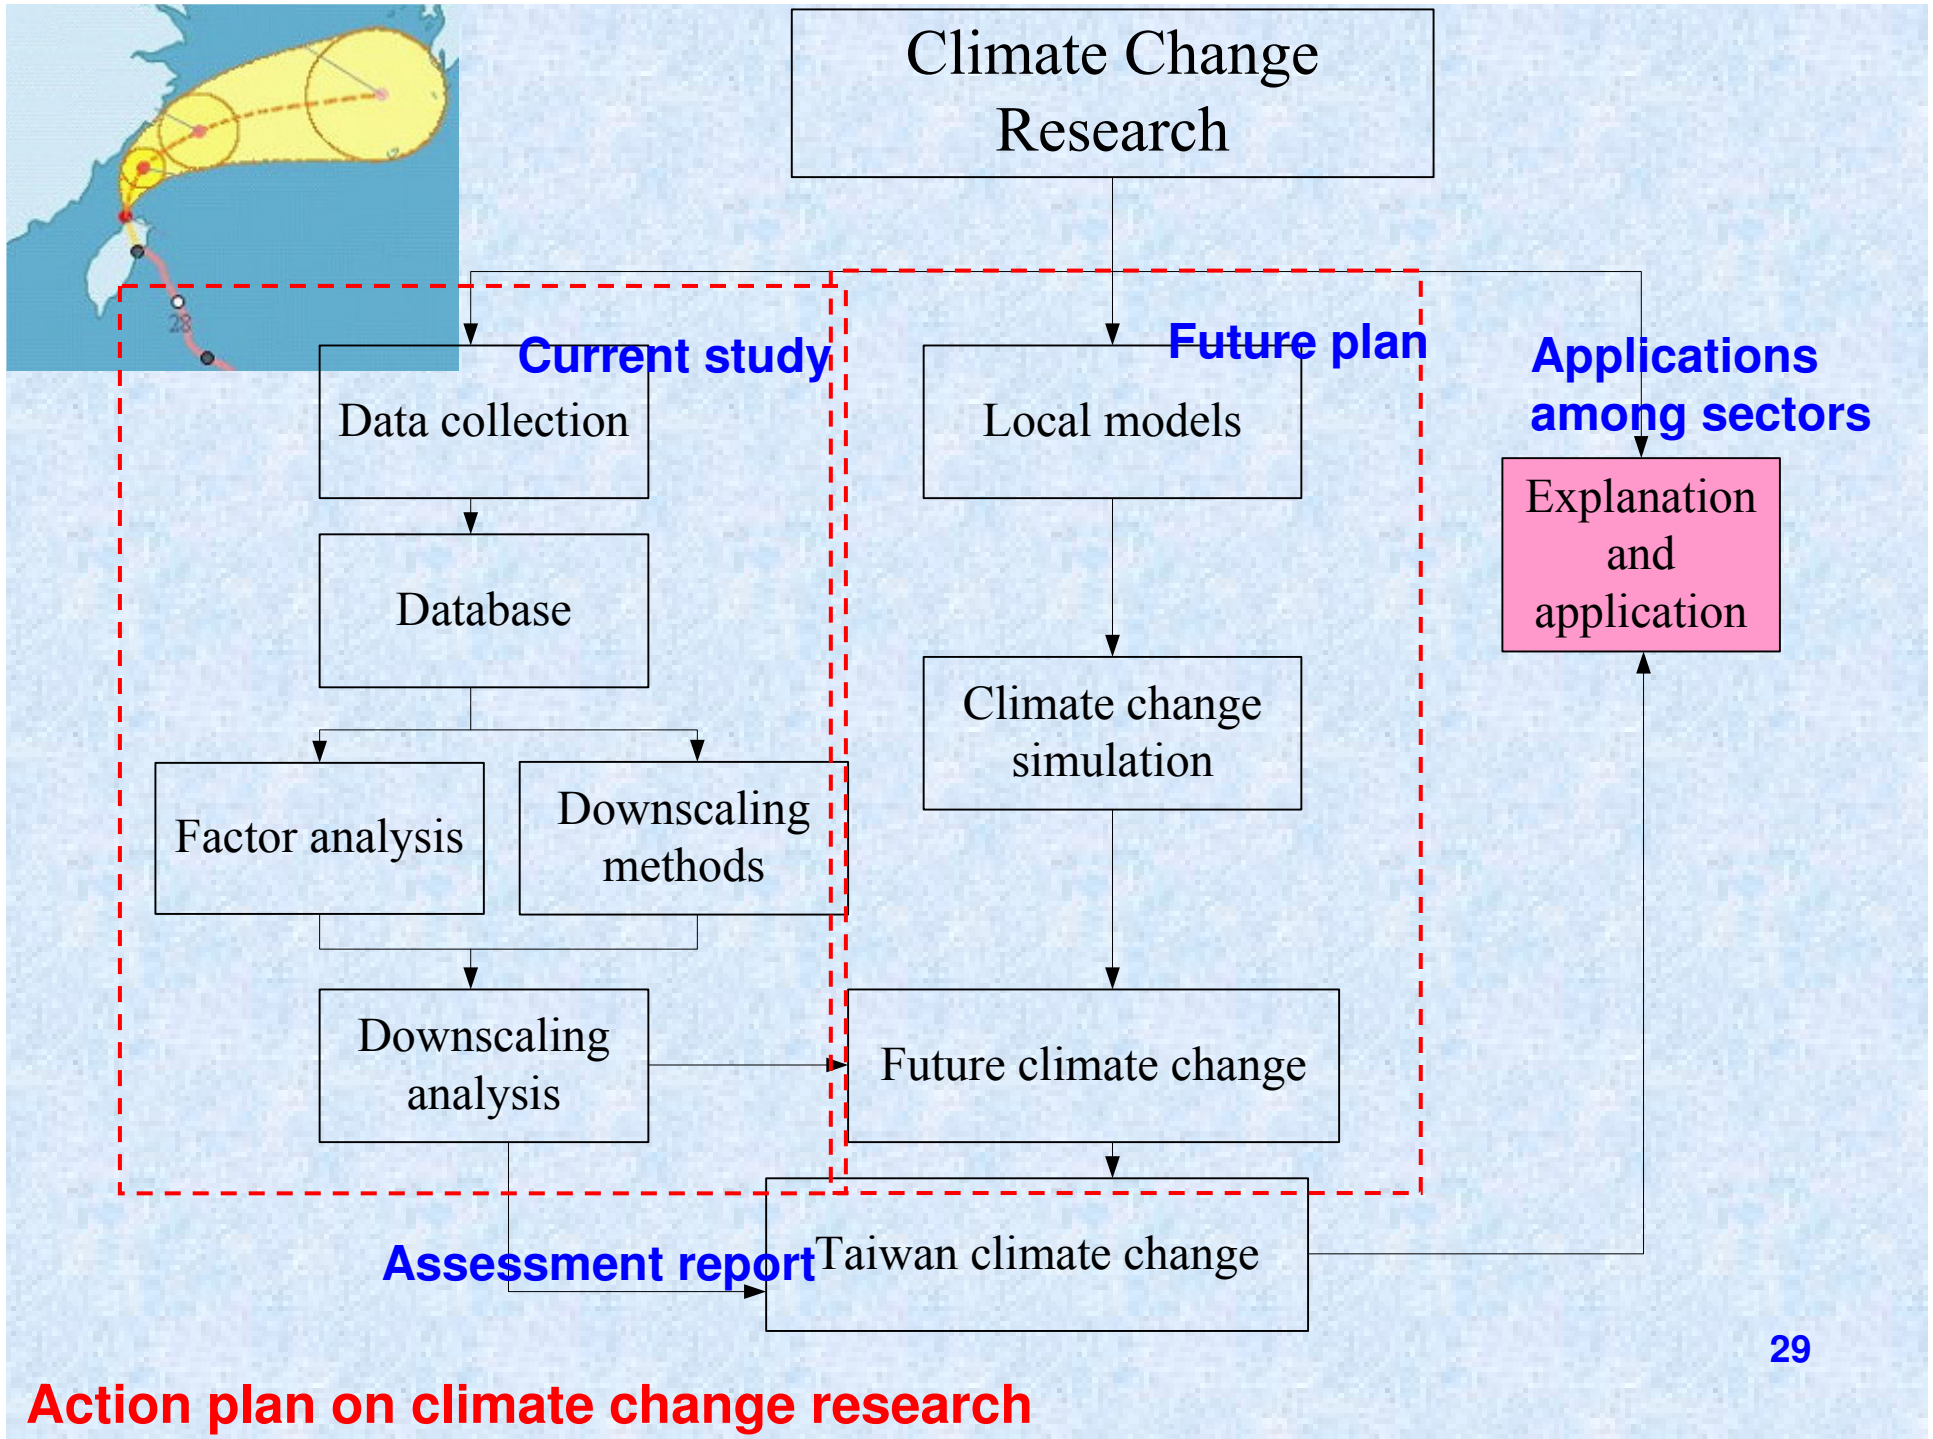 Climate Change
Research
28
Current study
Future plan
Applications
among sectors
Data collection
Local models
Explanation
and
application
Database
Climate change
simulation
Factor analysis
Downscaling
methods
Downscaling
analysis
Future climate change
Assessment report
Taiwan climate change
29
Action plan on climate change research